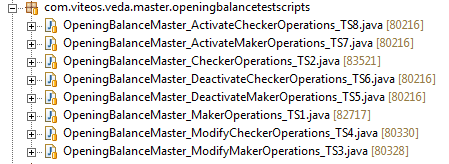 com.viteos.veda.master.openingbalancetestscripts
OpeningBalanceMaster_ActivateCheckerOperations_TS8.java [80216]
OpeningBalanceMaster_ActivateMakerOperations_TS7.java [80216]
OpeningBalanceMaster_CheckerOperations_TS2.java [83521]
OpeningBalanceMaster_DeactivateCheckerOperations_TS6.java [80216]
OpeningBalanceMaster_DeactivateMakerOperations_TS5.java [80216]
OpeningBalanceMaster_MakerOperations_TS1.java [82717]
OpeningBalanceMaster_ModifyCheckerOperations_TS4.java [80330]
OpeningBalanceMaster_ModifyMakerOperations_TS3.java [80328]